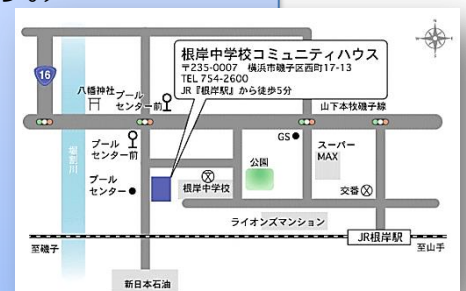 根岸中学校コミュニティハウス
〒235-0007 横浜市磯子区西町17-13
TEL 754-2600
JR『根岸駅』から徒歩5分
16
八幡神社
プール
センター前
山下本牧磯子線
堀割川
プール
センター前
GS
スーパー
MAX
公園
文
根岸中学校
プール
センター
交番
ライオンズマンション
JR根岸駅
至磯子
至山手
新日本石油